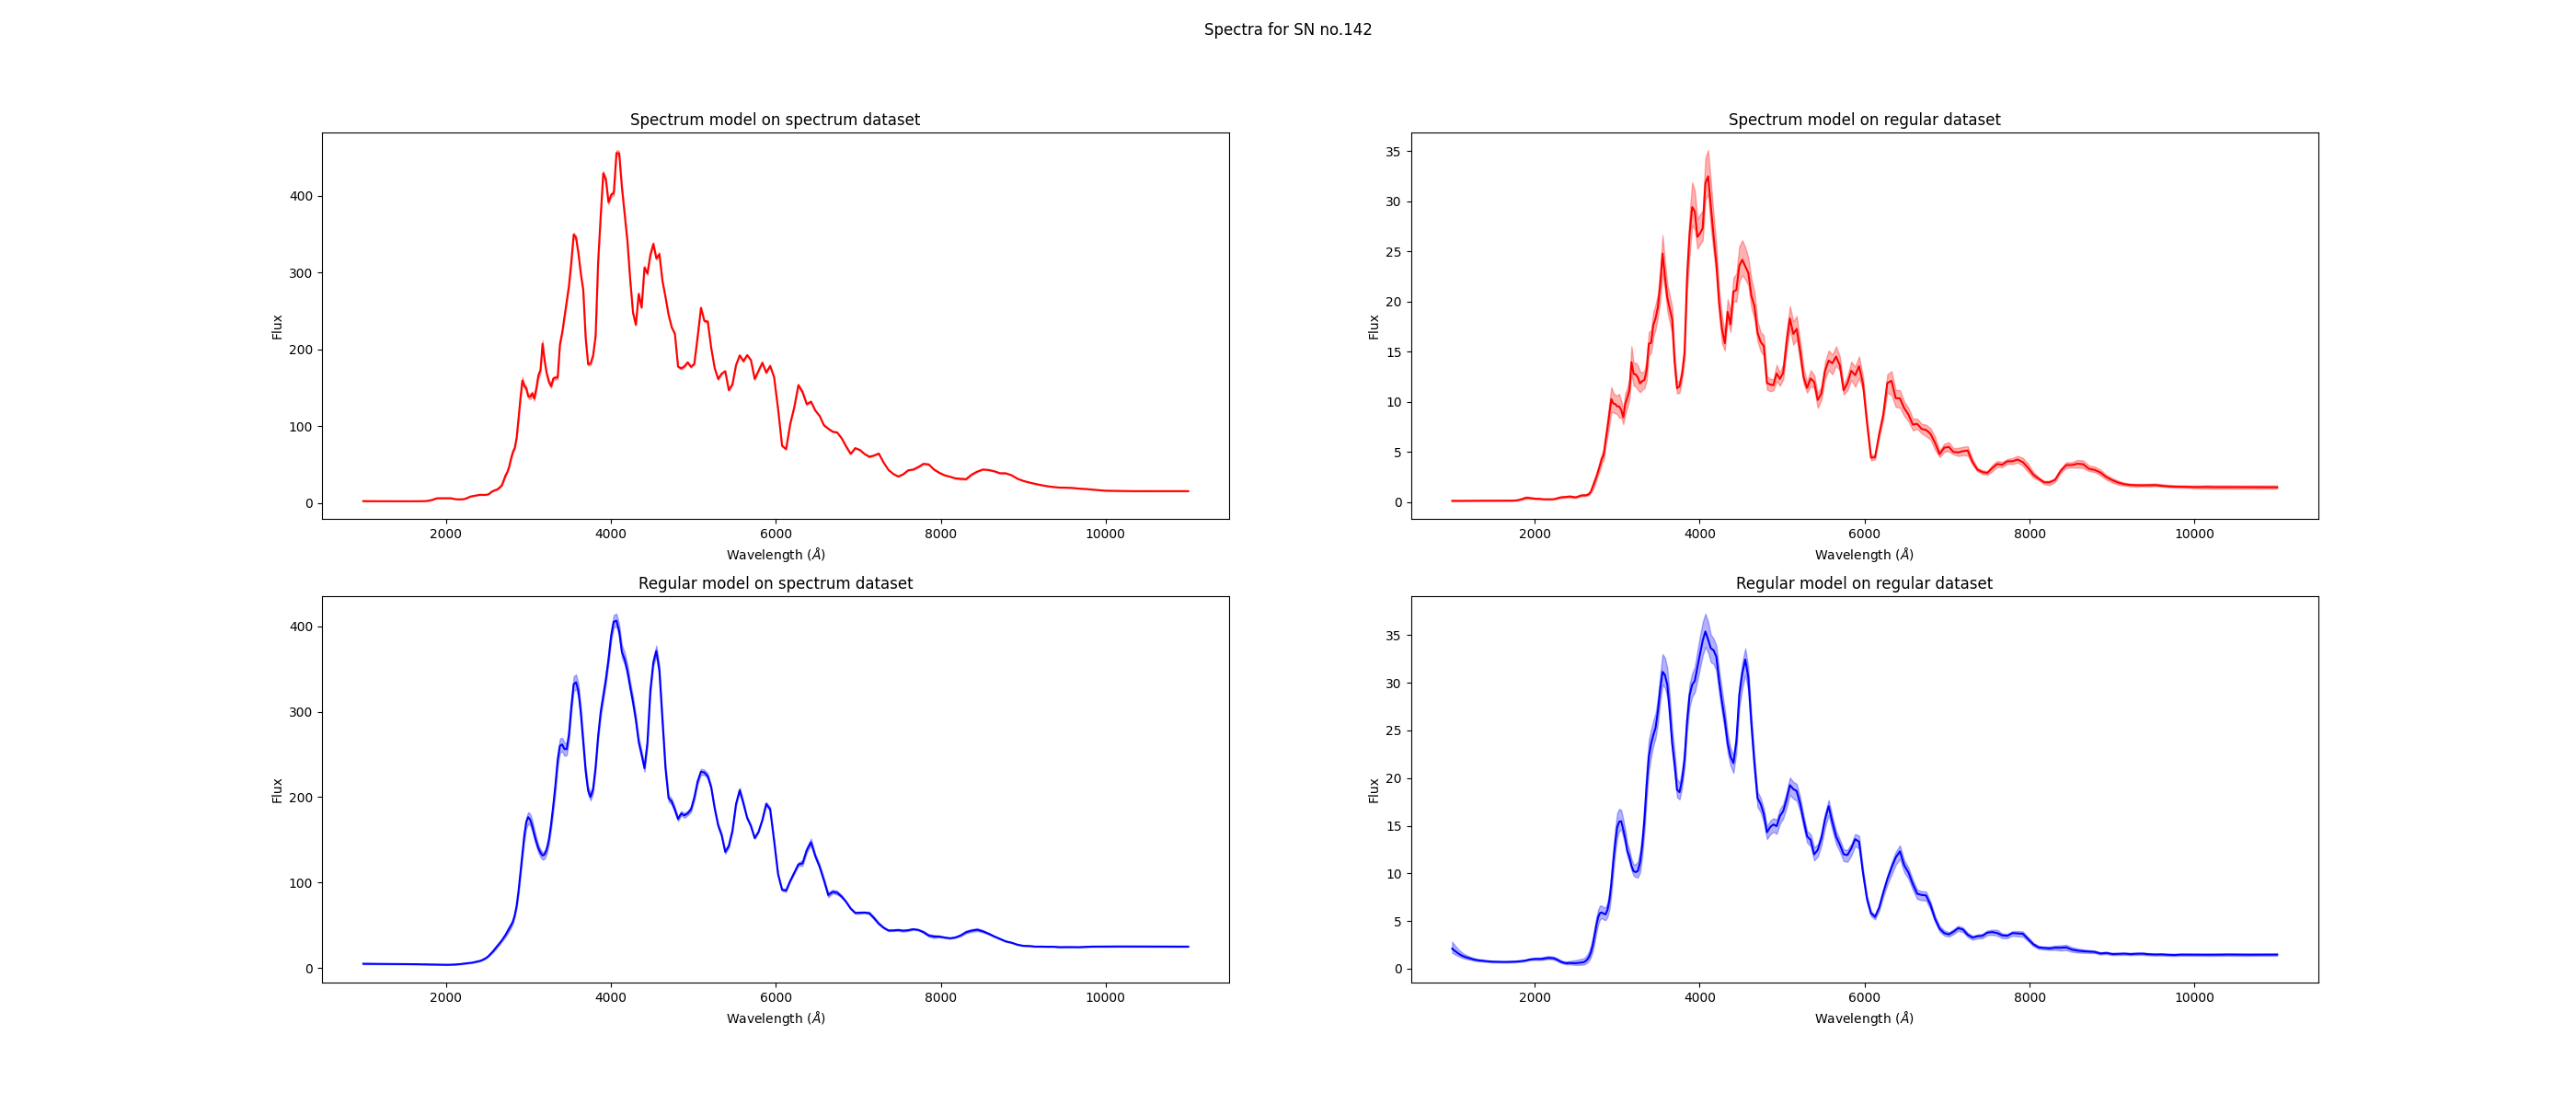 Spectra for SN no.142
Spectrum model on spectrum dataset
400
300
200
100
0
Flux
2000 4000 6000 8000 10000
Wavelength (Å)
Spectrum model on regular dataset
35
30
25
20
15
10
5
0
Flux
2000 4000 6000 8000 10000
Wavelength (Å)
Regular model on spectrum dataset
400
300
200
100
0
Flux
2000 4000 6000 8000 10000
Wavelength (Å)
Regular model on regular dataset
35
30
25
20
15
10
5
0
Flux
2000 4000 6000 8000 10000
Wavelength (Å)